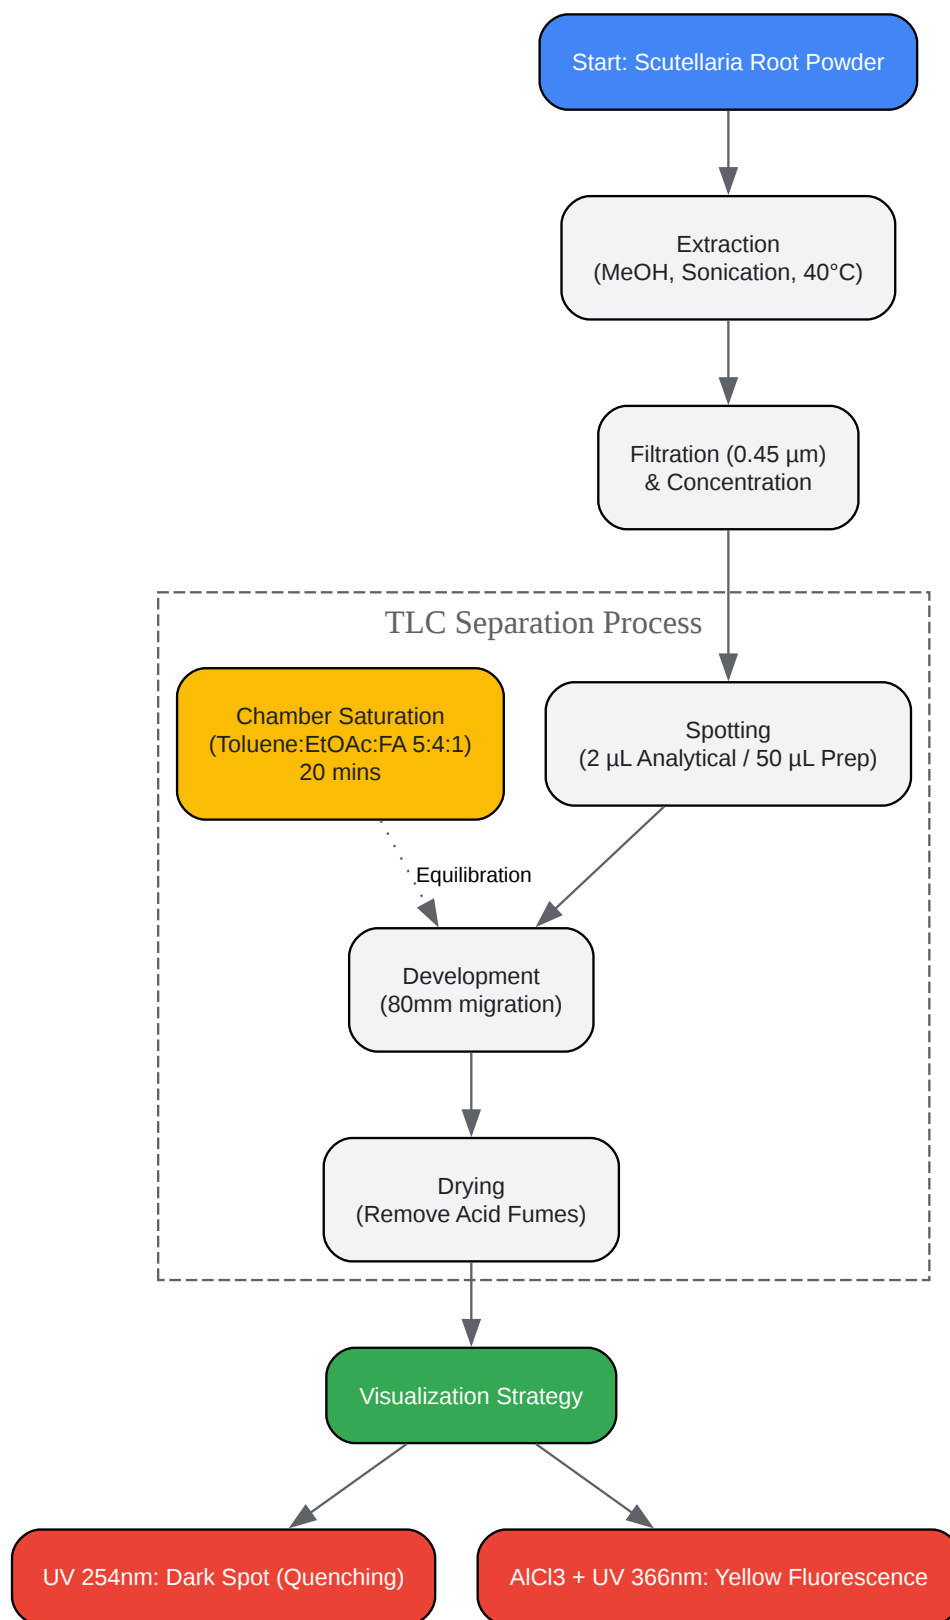 Start: Scutellaria Root Powder
Extraction
(MeOH, Sonication, 40°C)
Filtration (0.45 µm)
& Concentration
TLC Separation Process
Chamber Saturation
(Toluene:EtOAc:FA 5:4:1)
20 mins
Spotting
(2 µL Analytical / 50 µL Prep)
Equilibration
Development
(80mm migration)
Drying
(Remove Acid Fumes)
Visualization Strategy
UV 254nm: Dark Spot (Quenching)
AlCl3 + UV 366nm: Yellow Fluorescence